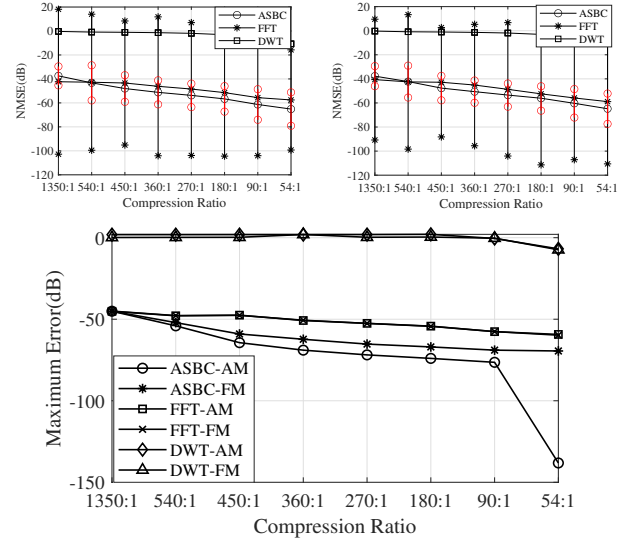 20
0
-20
-40
-60
-80
-100
-120
NMSE(dB)
1350:1 540:1 450:1 360:1 270:1 180:1 90:1 54:1
Compression Ratio
ASBC
FFT
DWT
20
0
-20
-40
-60
-80
-100
-120
NMSE(dB)
1350:1 540:1 450:1 360:1 270:1 180:1 90:1 54:1
Compression Ratio
ASBC
FFT
DWT
0
-50
-100
-150
Maximum Error(dB)
ASBC-AM
ASBC-FM
FFT-AM
FFT-FM
DWT-AM
DWT-FM
1350:1 540:1 450:1 360:1 270:1 180:1 90:1 54:1
Compression Ratio